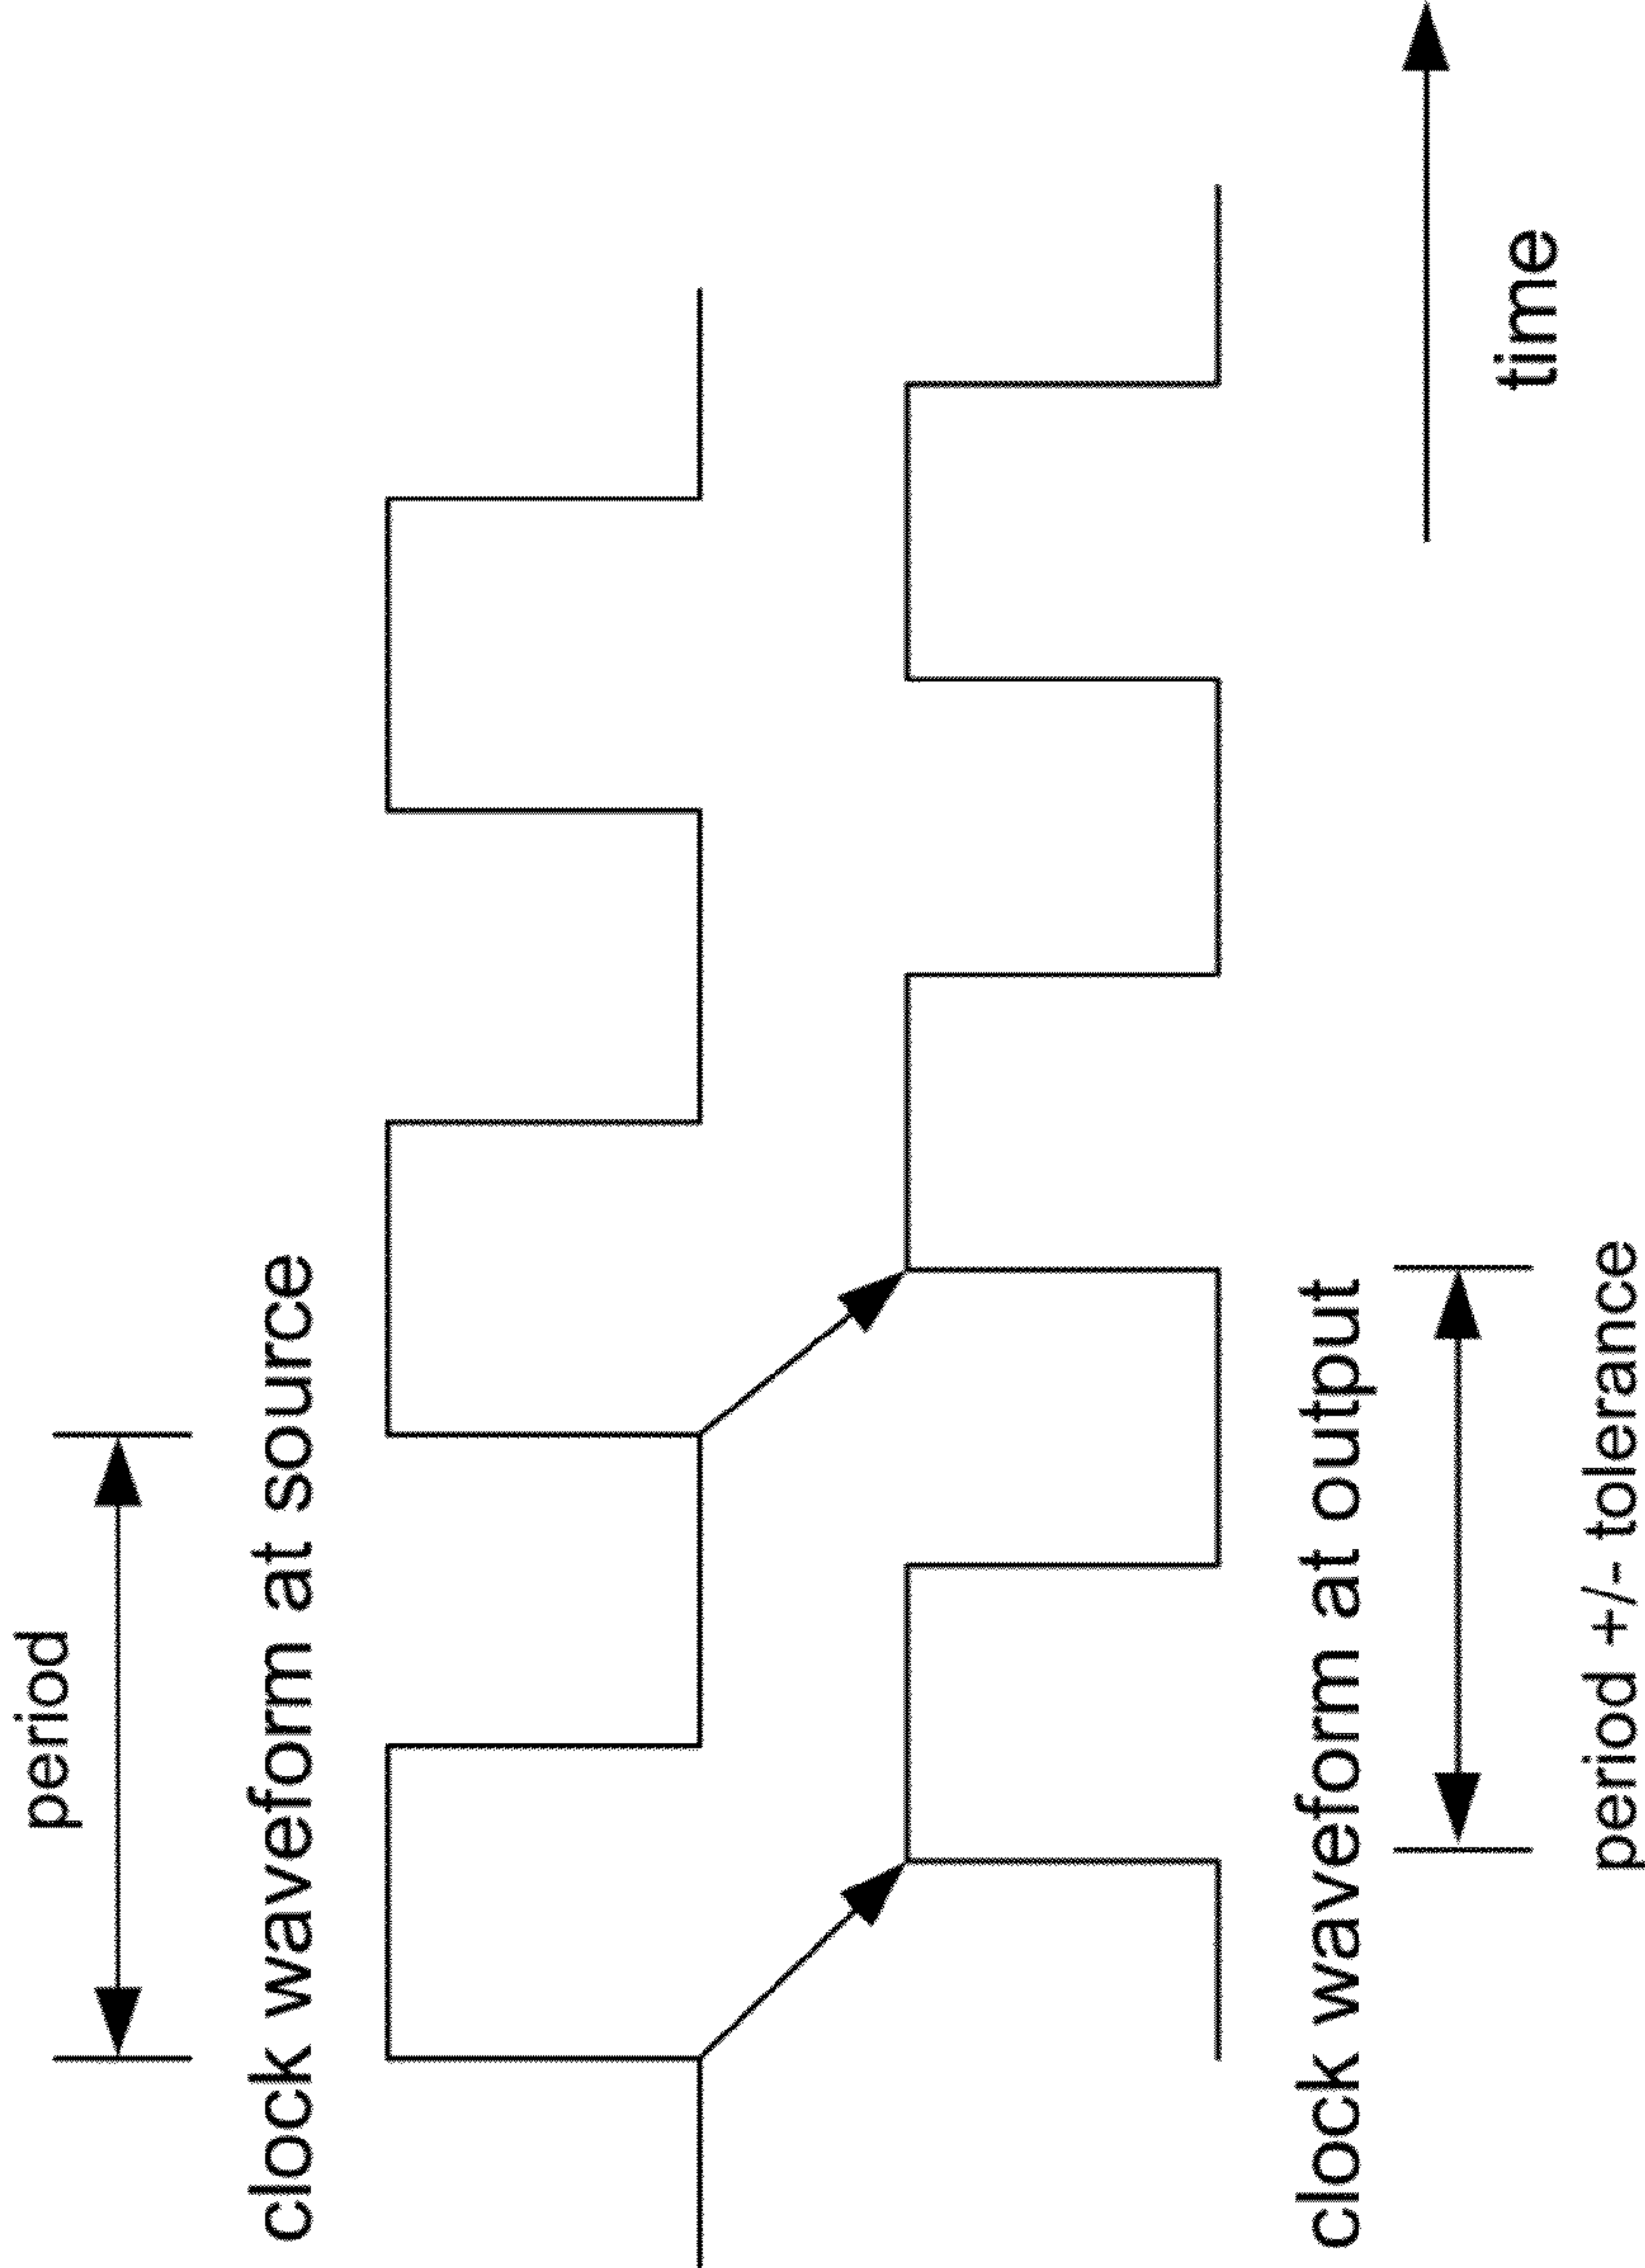 period
clock waveform at source
clock waveform at output
period +/- tolerance
time